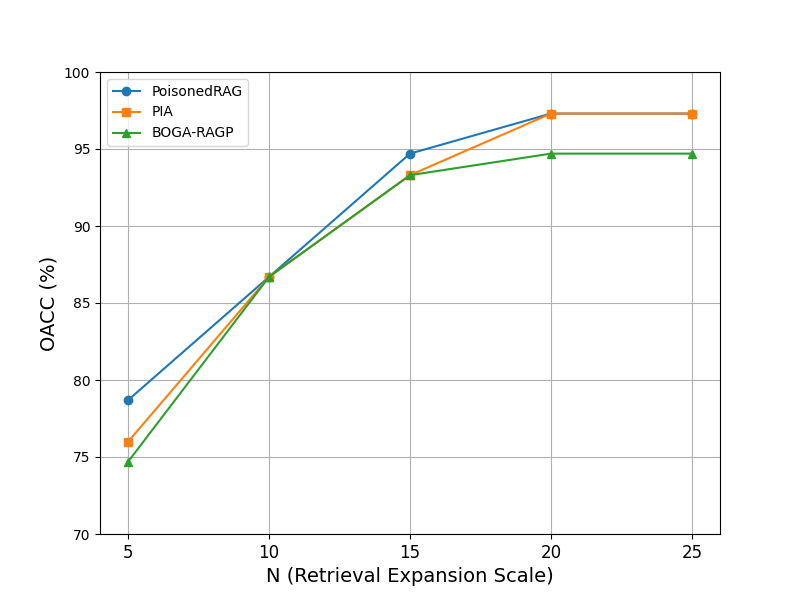 PoisonedRAG
PIA
BOGA-RAGP
100
95
90
85
80
75
70
OACC (%)
5 10 15 20 25
N (Retrieval Expansion Scale)